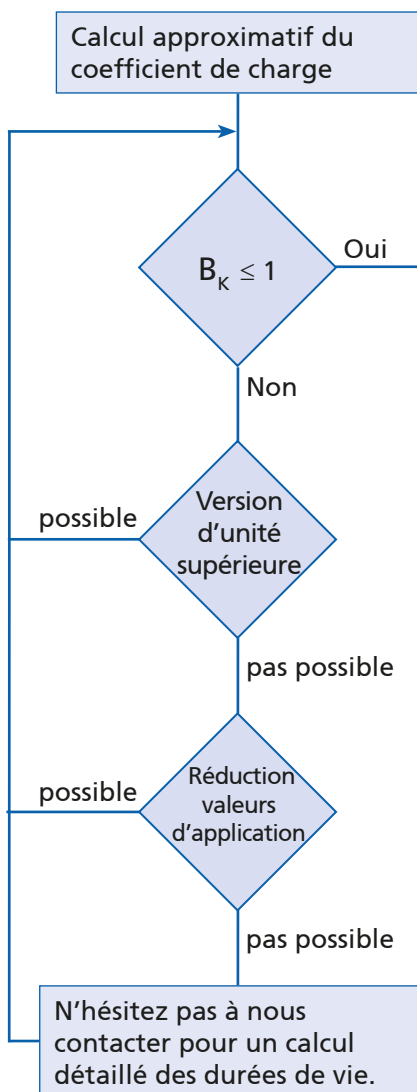 Calcul approximatif du
coefficient de charge
Oui
B_K ≤ 1
Non
Version
d'unité
supérieure
possible
pas possible
Réduction
valeurs
d'application
possible
pas possible
N'hésitez pas à nous
contacter pour un calcul
détaillé des durées de vie.